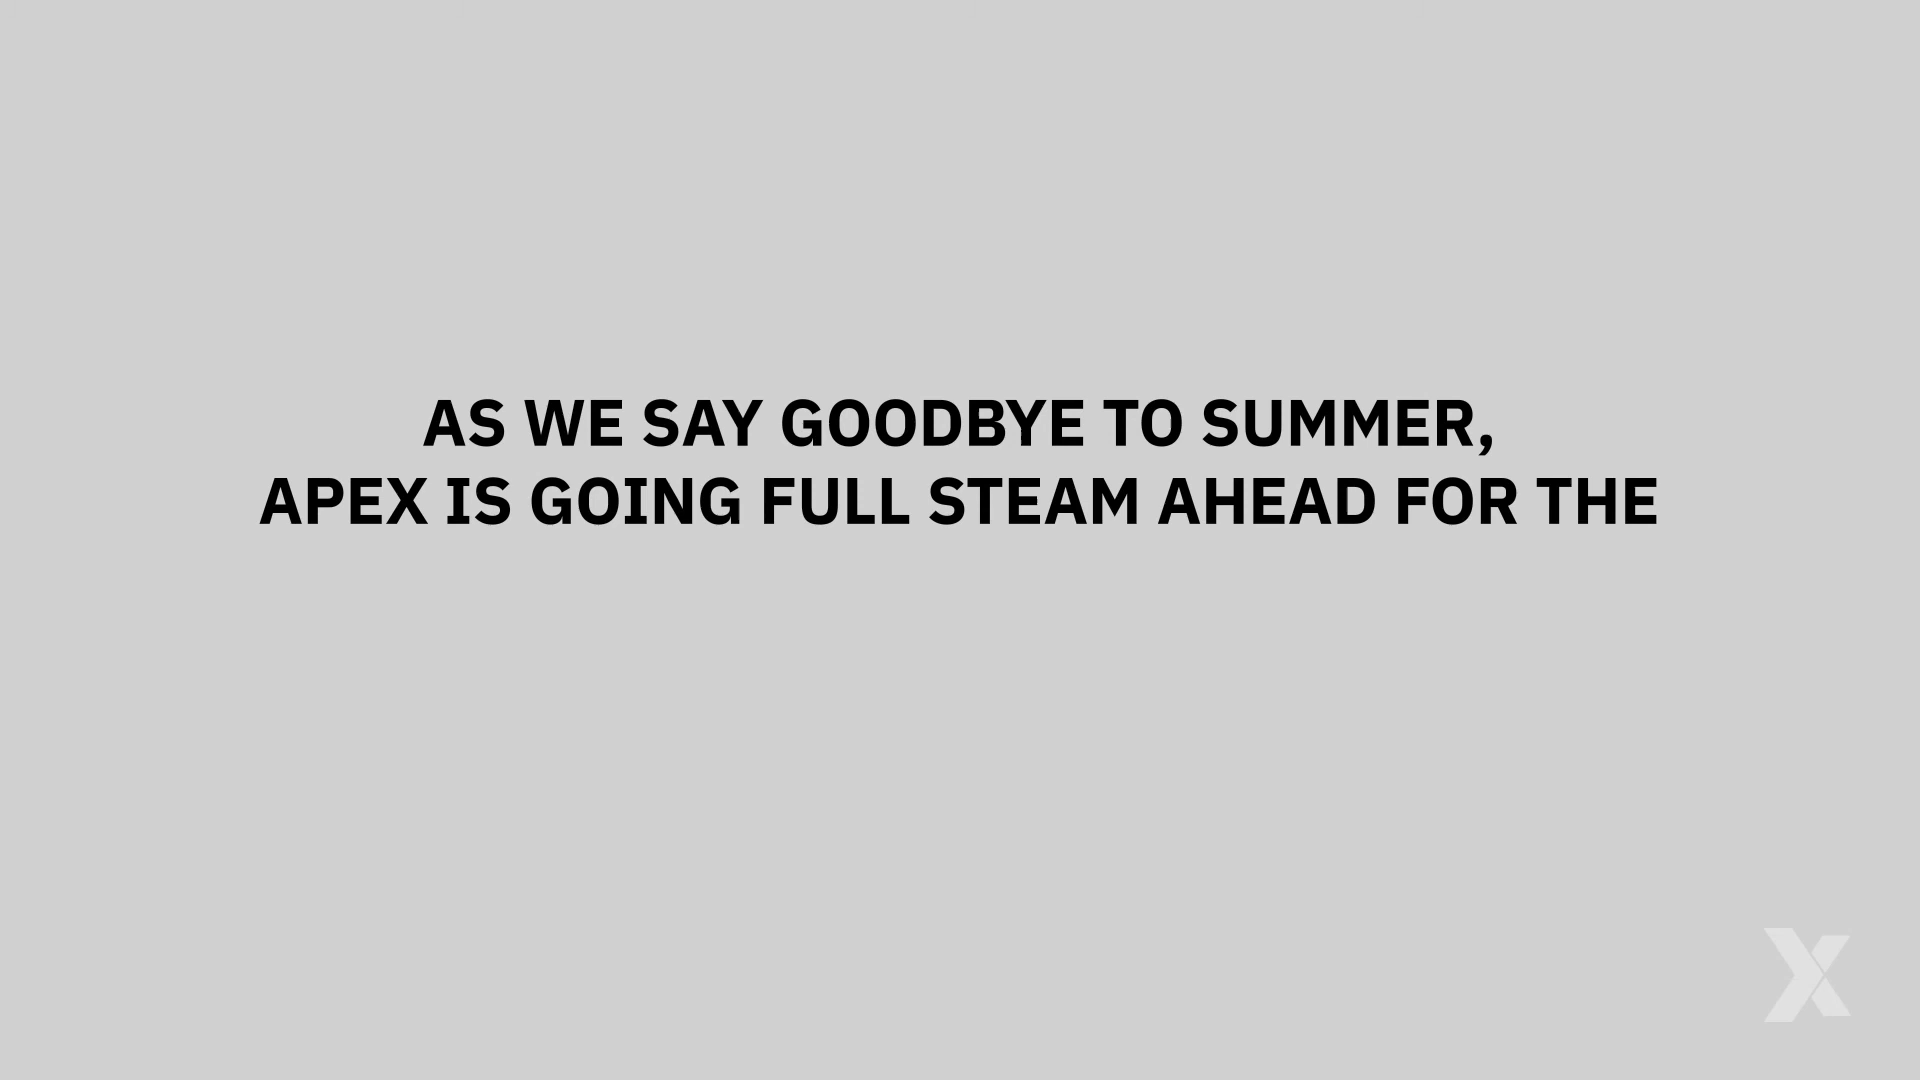 AS WE SAY GOODBYE TO SUMMER,
APEX IS GOING FULL STEAM AHEAD FOR THE
X